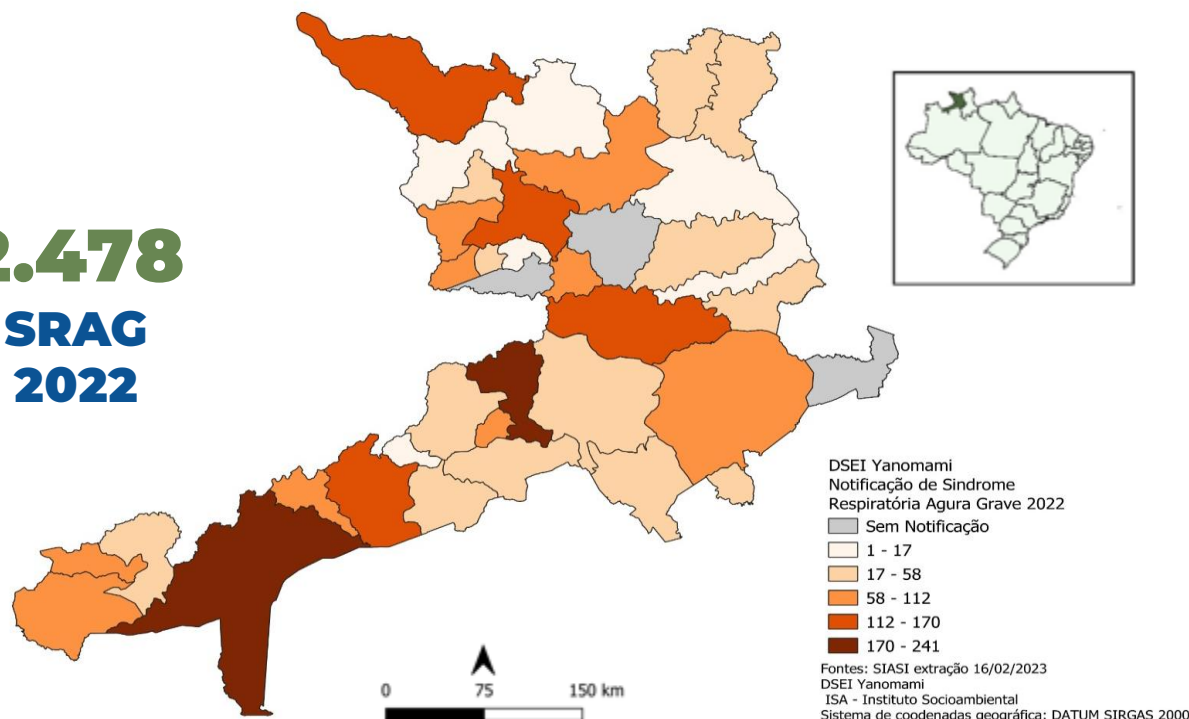 2.478
SRAG
2022
DSEI Yanomami
Notificação de Sindrome
Respiratória Agura Grave 2022
Sem Notificação
1 - 17
17 - 58
58 - 112
112 - 170
170 - 241
Fontes: SIASI extração 16/02/2023
DSEI Yanomami
ISA - Instituto Socioambiental
Sistema de coodenadas geográfica: DATUM SIRGAS 2000
0 75 150 km